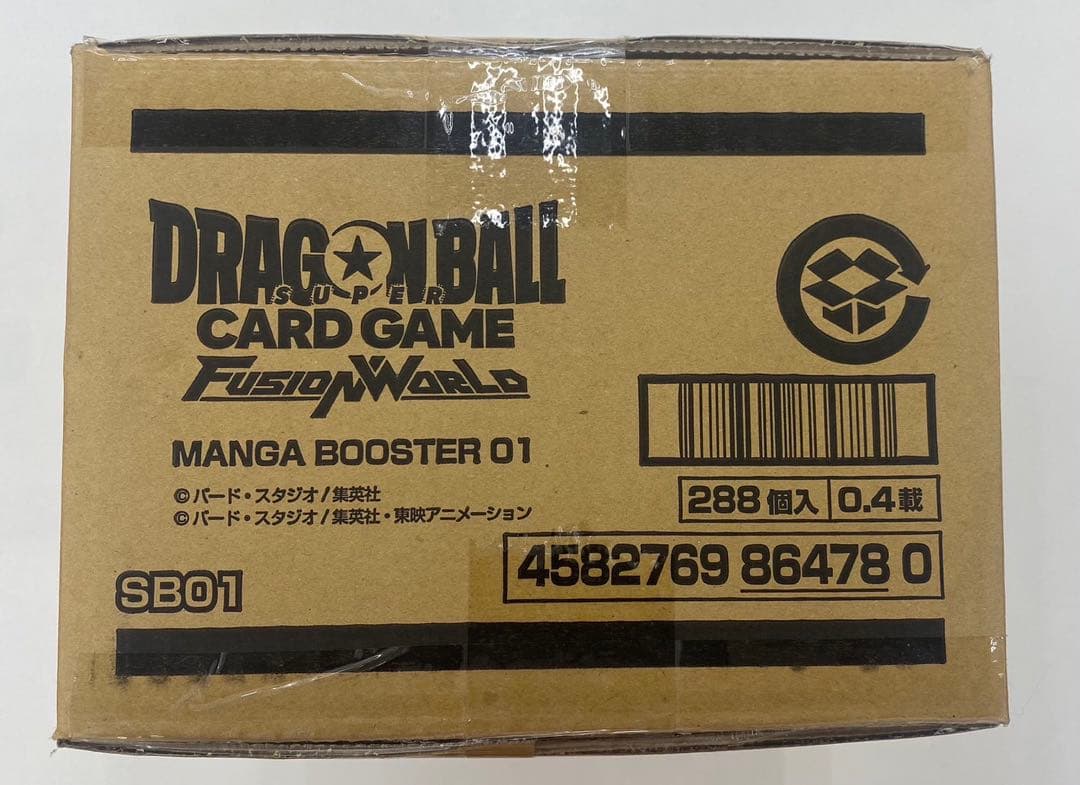 DRAGON BALL
SUPER
CARD GAME
FUSION WORLD
MANGA BOOSTER 01
©バード・スタジオ/集英社
©バード・スタジオ/集英社・東映アニメーション
SB01
288 個入 0.4載
4582769 86478 0